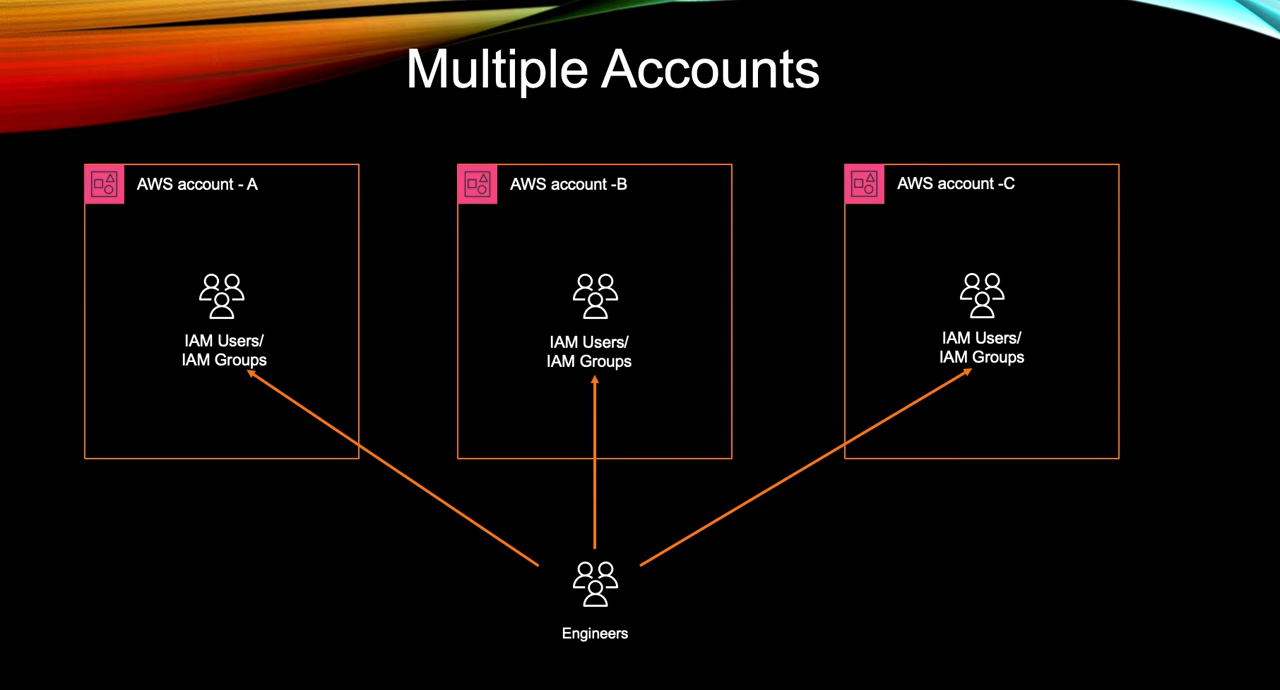 Multiple Accounts
AWS account - A
AWS account -B
AWS account -C
IAM Users/
IAM Groups
IAM Users/
IAM Groups
IAM Users/
IAM Groups
Engineers